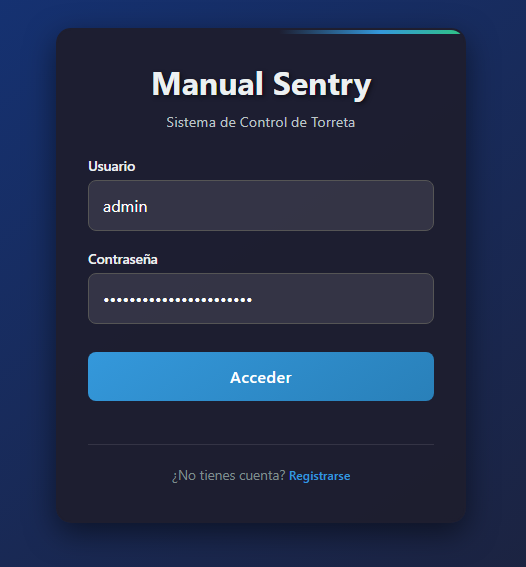 Manual Sentry
Sistema de Control de Torreta
Usuario
admin
Contraseña
•••••••••••••••••••••••
Acceder
¿No tienes cuenta? Registrarse